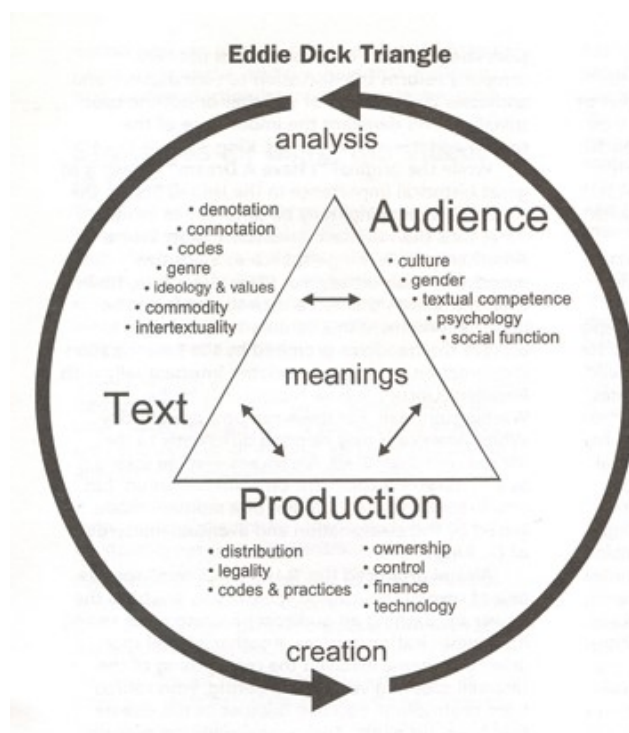 Eddie Dick Triangle
analysis
• denotation
• connotation
• codes
• genre
• ideology & values
• commodity
• intertextuality
Audience
• culture
• gender
• textual competence
• psychology
• social function
meanings
Text
Production
• distribution
• legality
• codes & practices
• ownership
• control
• finance
• technology
creation